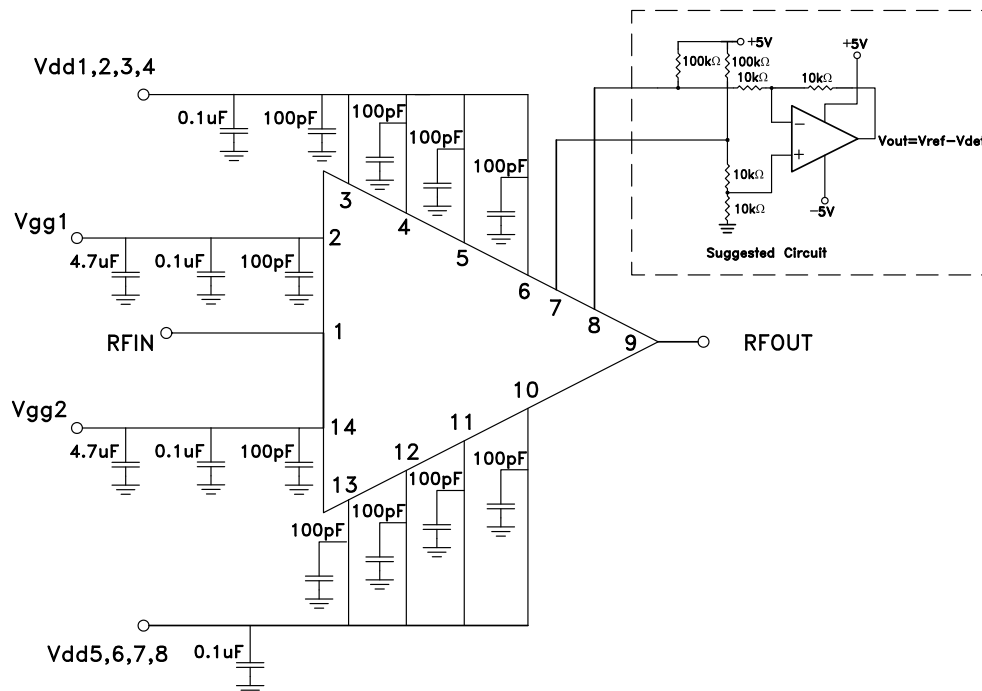 +5V
+5V
100kΩ
100kΩ
10kΩ
10kΩ
Vdd1,2,3,4
0.1uF
100pF
100pF
100pF
100pF
−
+
Vout=Vref−Vdet
10kΩ
10kΩ
−5V
Suggested Circuit
3
4
5
6
7
8
9
Vgg1
2
4.7uF
0.1uF
100pF
RFIN
1
RFOUT
10
Vgg2
14
11
12
13
4.7uF
0.1uF
100pF
100pF
100pF
100pF
100pF
Vdd5,6,7,8
0.1uF